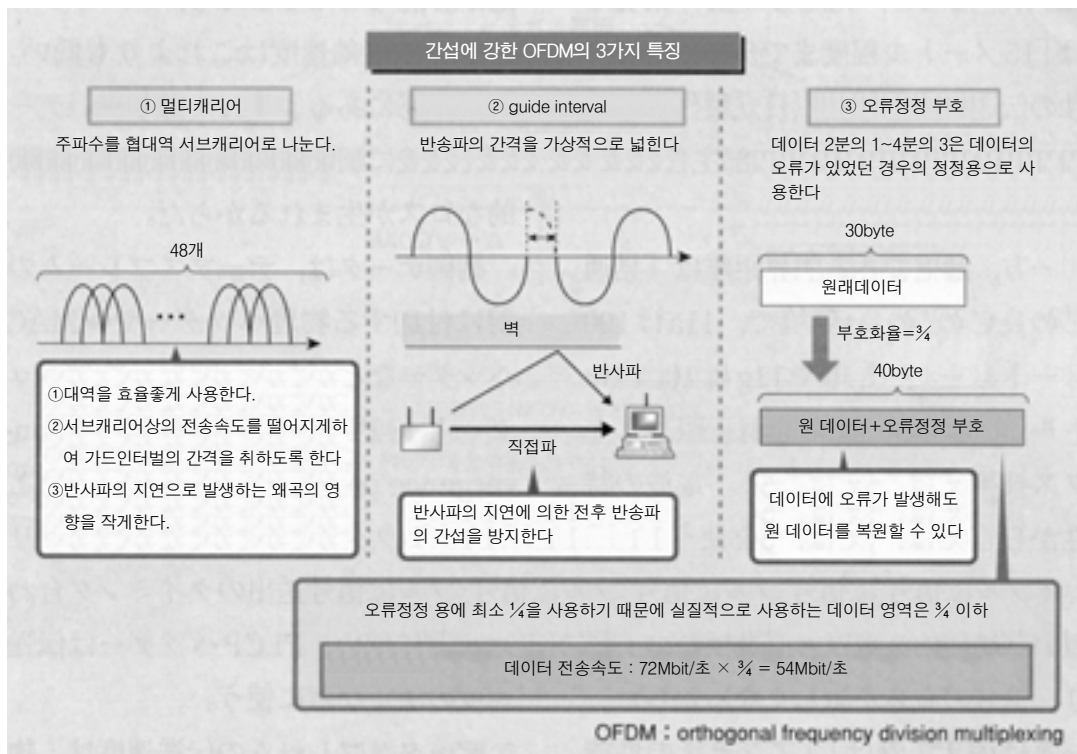 간섭에 강한 OFDM의 3가지 특징
① 멀티캐리어
주파수를 협대역 서브캐리어로 나눈다.
48개
①대역을 효율좋게 사용한다.
②서브캐리어상의 전송속도를 떨어지게하
여 가드인터벌의 간격을 취하도록 한다
③반사파의 지연으로 발생하는 왜곡의 영
향을 작게한다.
② guide interval
반송파의 간격을 가상적으로 넓힌다
벽
반사파
직접파
반사파의 지연에 의한 전후 반송파
의 간섭을 방지한다
③ 오류정정 부호
데이터 2분의 1~4분의 3은 데이터의
오류가 있었던 경우의 정정용으로 사
용한다
30byte
원래데이터
부호화율=¾
40byte
원 데이터+오류정정 부호
데이터에 오류가 발생해도
원 데이터를 복원할 수 있다
오류정정 용에 최소 ¼을 사용하기 때문에 실질적으로 사용하는 데이터 영역은 ¾ 이하
데이터 전송속도 : 72Mbit/초 × ¾ = 54Mbit/초
OFDM : orthogonal frequency division multiplexing